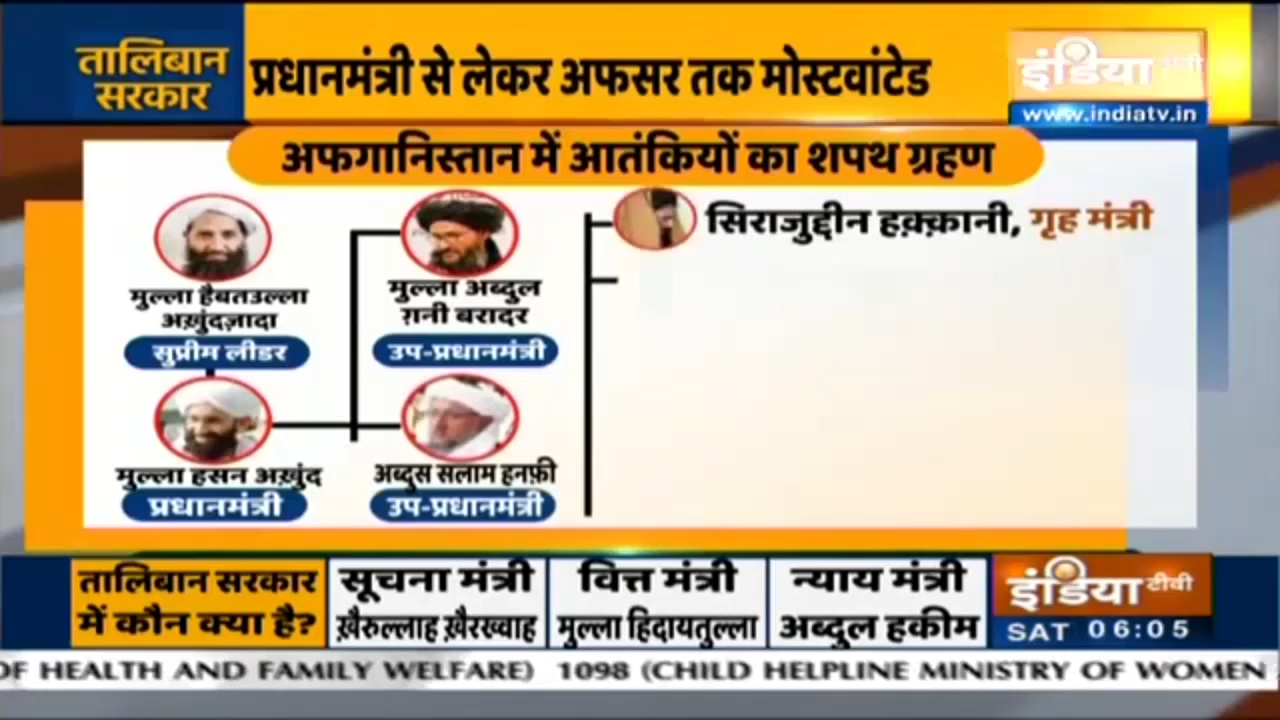 तालिबान
सरकार
प्रधानमंत्री से लेकर अफसर तक मोस्टवांटेड
इंडिया टीवी
www.indiatv.in
अफगानिस्तान में आतंकियों का शपथ ग्रहण
सिराजुद्दीन हक़्क़ानी, गृह मंत्री
मुल्ला हैबतउल्ला
अख़ुंदज़ादा
सुप्रीम लीडर
मुल्ला अब्दुल
ग़नी बरादर
उप-प्रधानमंत्री
मुल्ला हसन अख़ुंद
प्रधानमंत्री
अब्दुस सलाम हनफ़ी
उप-प्रधानमंत्री
तालिबान सरकार
में कौन क्या है?
सूचना मंत्री
ख़ैरुल्लाह ख़ैरख्वाह
वित्त मंत्री
मुल्ला हिदायतुल्ला
न्याय मंत्री
अब्दुल हकीम
इंडिया टीवी
SAT 06:05
OF HEALTH AND FAMILY WELFARE) 1098 (CHILD HELPLINE MINISTRY OF WOMEN